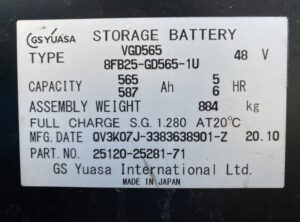 GS YUASA STORAGE BATTERY
TYPE VGD565 48 V
8FB25-GD565-1U
CAPACITY 565 Ah 5 HR
587 6
ASSEMBLY WEIGHT 884 kg
FULL CHARGE S.G. 1.280 AT20°C
MFG.DATE QV3K07J-3383638901-Z 20.10
PART.NO. 25120-25281-71
GS Yuasa International Ltd.
MADE IN JAPAN